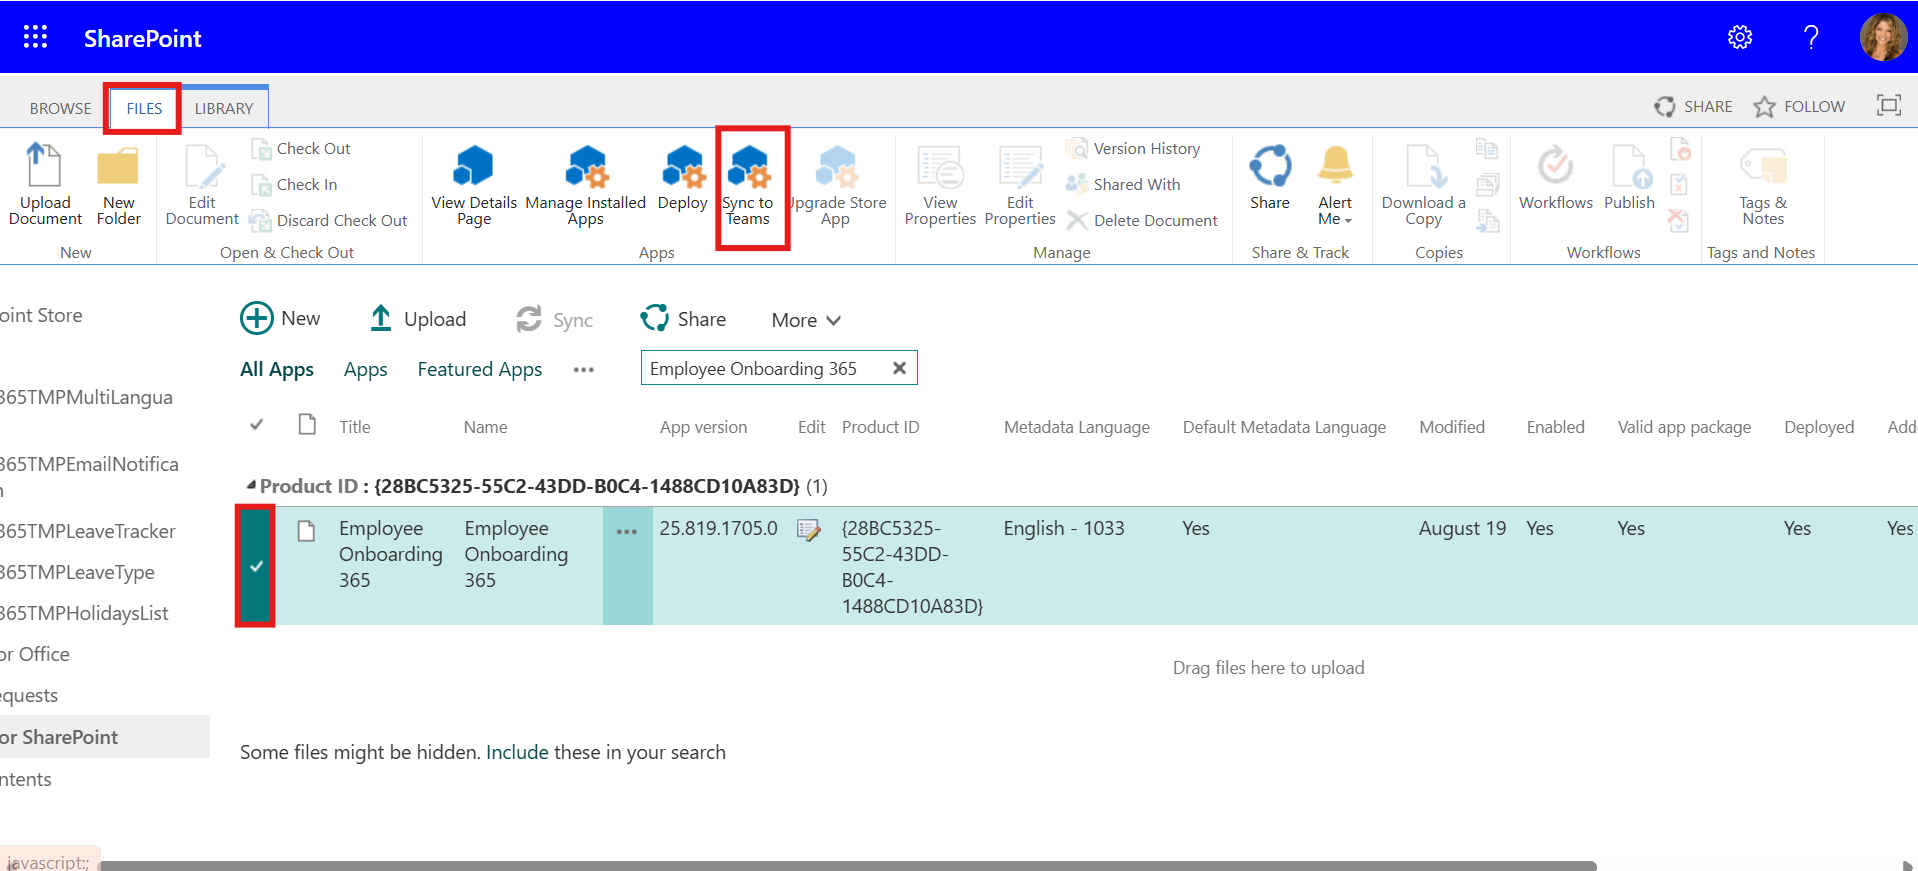 SharePoint
BROWSE FILES LIBRARY SHARE FOLLOW
Upload Document
New Folder
New
Edit Document
Check Out
Check In
Discard Check Out
Open & Check Out
View Details Page
Manage Installed Apps
Deploy
Sync to Teams
Upgrade Store App
Apps
View Properties
Edit Properties
Version History
Shared With
Delete Document
Manage
Share
Alert Me
Share & Track
Download a Copy
Copies
Workflows
Publish
Workflows
Tags & Notes
Tags and Notes
oint Store
365TMPMultiLangua
365TMPEmailNotifica
n
365TMPLeaveTracker
365TMPLeaveType
365TMPHolidaysList
or Office
equests
or SharePoint
ntents
New Upload Sync Share More
All Apps Apps Featured Apps ••• Employee Onboarding 365
Title Name App version Edit Product ID Metadata Language Default Metadata Language Modified Enabled Valid app package Deployed Add
Product ID : {28BC5325-55C2-43DD-B0C4-1488CD10A83D} (1)
Employee Onboarding 365
Employee Onboarding 365
•••
25.819.1705.0
{28BC5325-
55C2-43DD-
B0C4-
1488CD10A83D}
English - 1033 Yes August 19 Yes Yes Yes Yes
Drag files here to upload
Some files might be hidden. Include these in your search
javascript:;